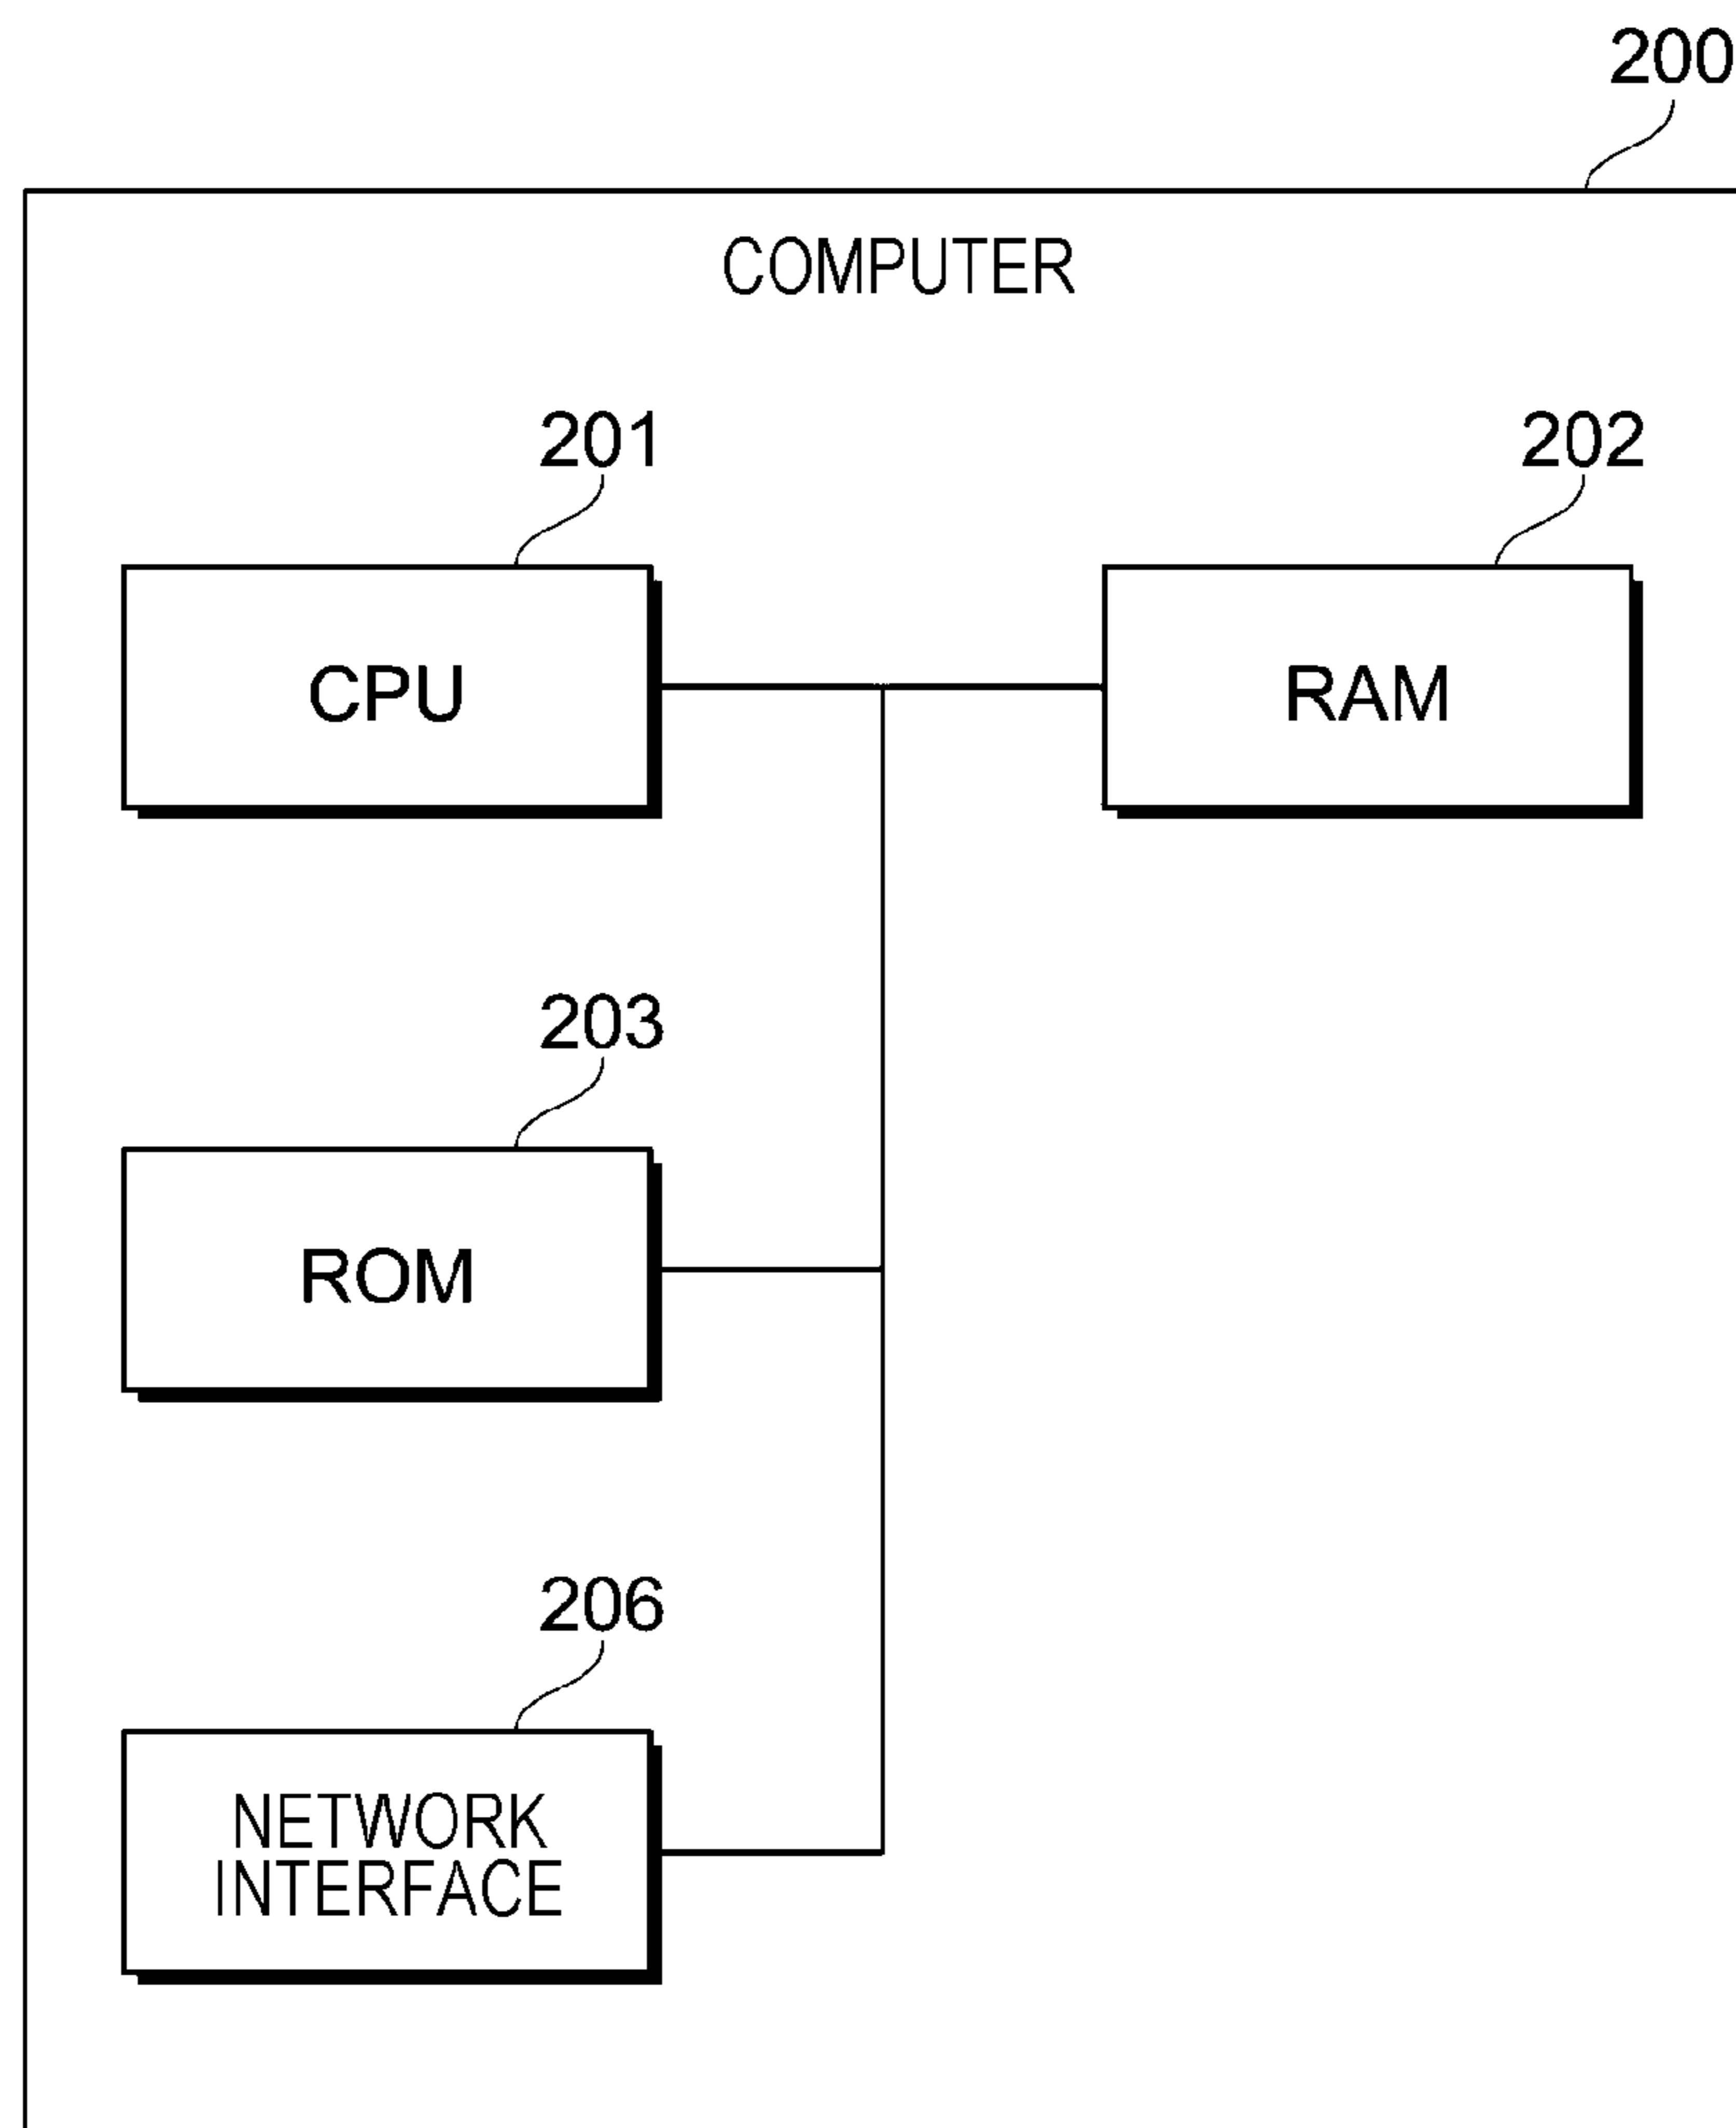 200
COMPUTER
201
202
CPU
RAM
203
ROM
206
NETWORK
INTERFACE